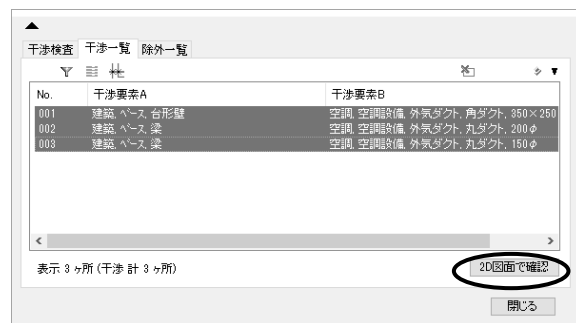 干渉検査 干渉一覧 除外一覧
No. 干渉要素A 干渉要素B
001 建築, ベース, 台形壁 空調, 空調設備, 外気ダクト, 角ダクト, 350×250
002 建築, ベース, 梁 空調, 空調設備, 外気ダクト, 丸ダクト, 200φ
003 建築, ベース, 梁 空調, 空調設備, 外気ダクト, 丸ダクト, 150φ
表示 3 ヶ所 (干渉 計 3 ヶ所) 2D図面で確認
閉じる